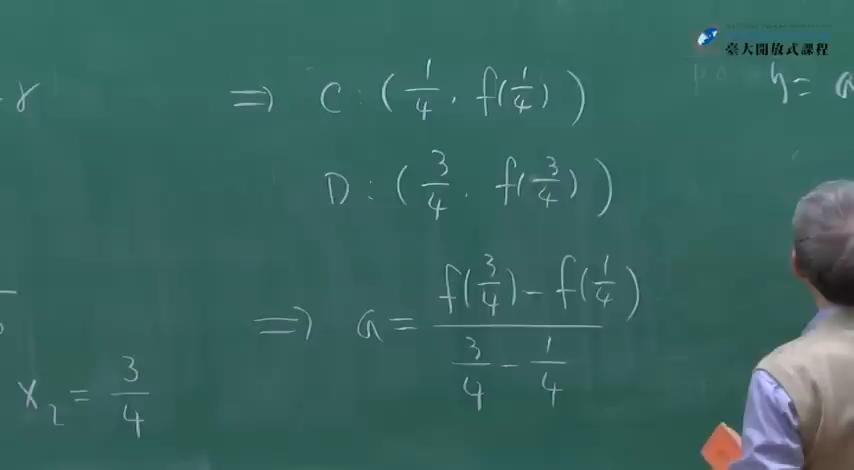 臺大開放式課程
γ ⇒ C : (1/4, f(1/4)) y = a
D : (3/4, f(3/4))
⇒ a = (f(3/4) - f(1/4)) / (3/4 - 1/4)
x₂ = 3/4